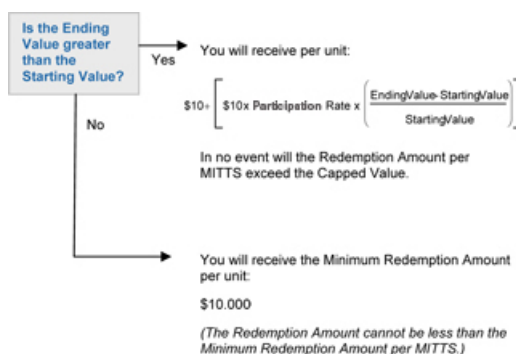 Is the Ending
Value greater
than the
Starting Value?
Yes
You will receive per unit:
$10+ [ $10x Participation Rate x ( EndingValue-StartingValue
StartingValue ) ]
In no event will the Redemption Amount per
MITTS exceed the Capped Value.
No
You will receive the Minimum Redemption Amount
per unit:
$10.000
(The Redemption Amount cannot be less than the
Minimum Redemption Amount per MITTS.)